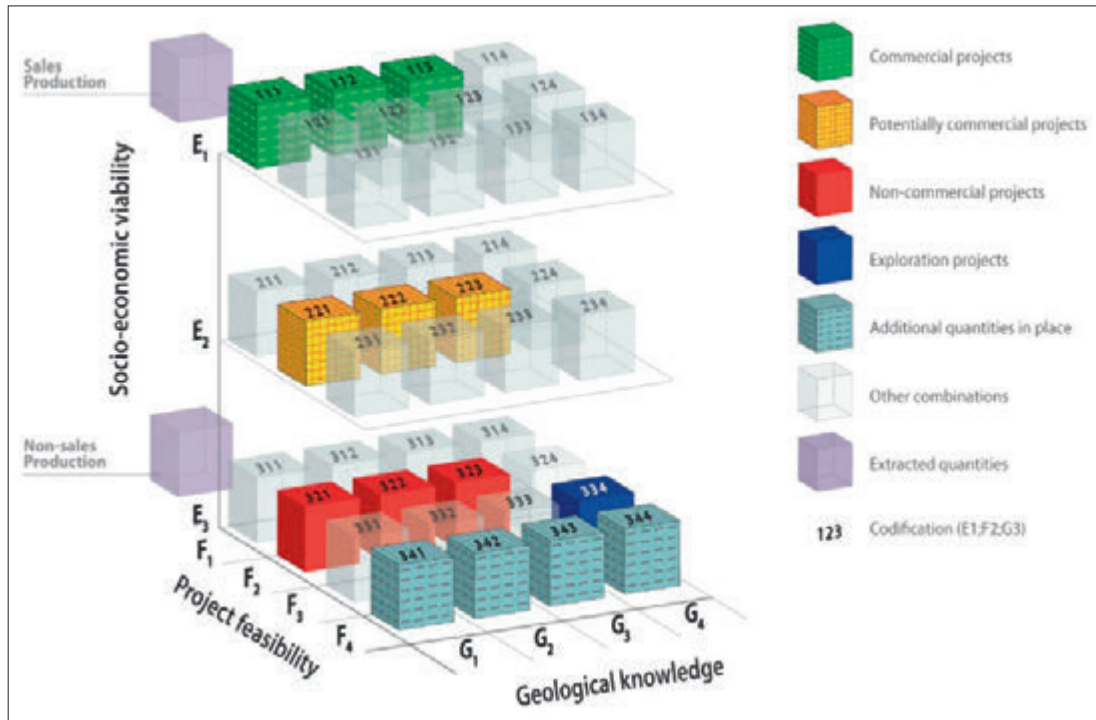 Sales
Production
Non-sales
Production
Socio-economic viability
E1
E2
E3
F1
F2
F3
F4
Project feasibility
G1
G2
G3
G4
Geological knowledge
111
112
113
114
121
122
123
124
131
132
133
134
211
212
213
214
221
222
223
224
231
232
233
234
311
312
313
314
321
322
323
324
331
332
333
334
341
342
343
344
Commercial projects
Potentially commercial projects
Non-commercial projects
Exploration projects
Additional quantities in place
Other combinations
Extracted quantities
123 Codification (E1;F2;G3)